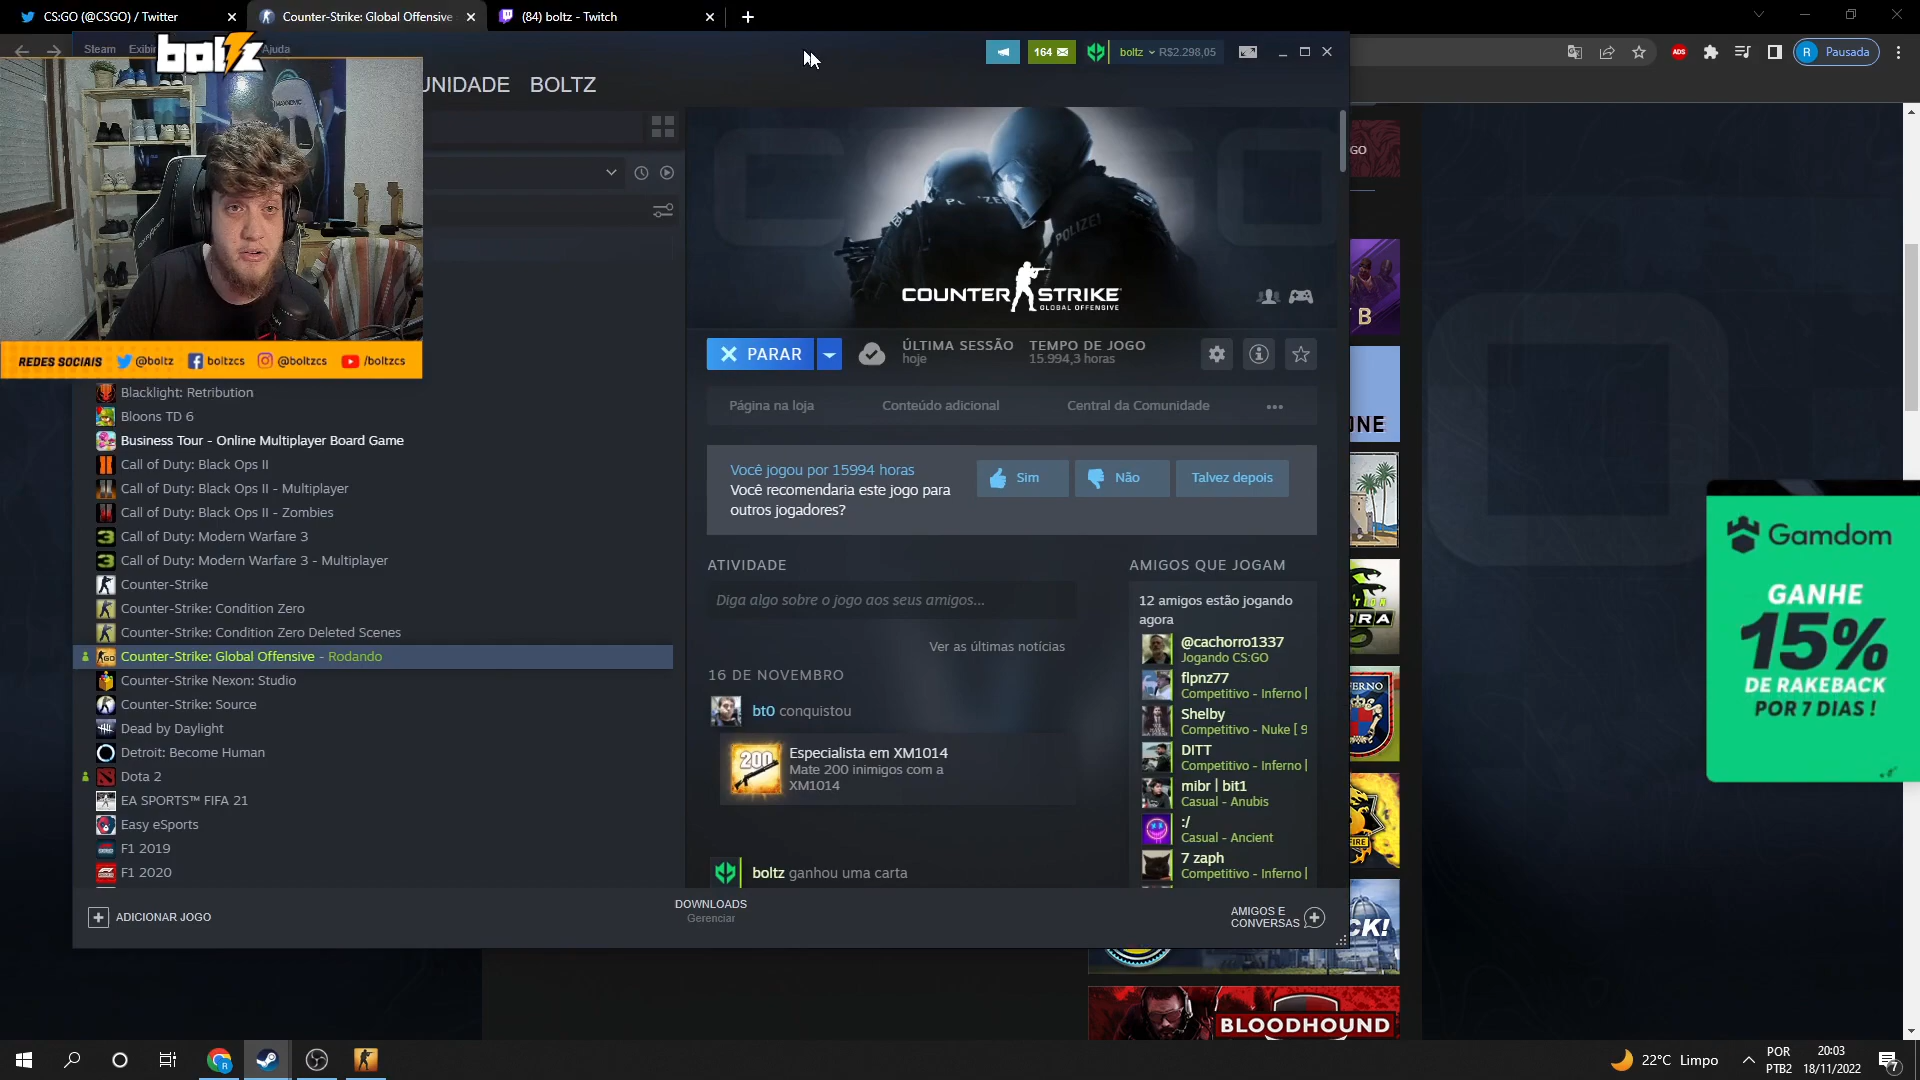 CS:GO (@CSGO) / Twitter
Counter-Strike: Global Offensive
(84) boltz - Twitch
Steam
Exibir
Ajuda
boltz
164
boltz
R$2.298,05
ADS
R
Pausada
UNIDADE
BOLTZ
COUNTER STRIKE
GLOBAL OFFENSIVE
POLIZEI
PARAR
ÚLTIMA SESSÃO
hoje
TEMPO DE JOGO
15.994,3 horas
REDES SOCIAIS
@boltz
boltzcs
@boltzcs
/boltzcs
Página na loja
Conteúdo adicional
Central da Comunidade
Você jogou por 15994 horas
Você recomendaria este jogo para
outros jogadores?
Sim
Não
Talvez depois
Blacklight: Retribution
Bloons TD 6
Business Tour - Online Multiplayer Board Game
Call of Duty: Black Ops II
Call of Duty: Black Ops II - Multiplayer
Call of Duty: Black Ops II - Zombies
Call of Duty: Modern Warfare 3
Call of Duty: Modern Warfare 3 - Multiplayer
Counter-Strike
Counter-Strike: Condition Zero
Counter-Strike: Condition Zero Deleted Scenes
Counter-Strike: Global Offensive - Rodando
Counter-Strike Nexon: Studio
Counter-Strike: Source
Dead by Daylight
Detroit: Become Human
Dota 2
EA SPORTS™ FIFA 21
Easy eSports
F1 2019
F1 2020
ATIVIDADE
Diga algo sobre o jogo aos seus amigos...
Ver as últimas notícias
16 DE NOVEMBRO
bt0 conquistou
200
Especialista em XM1014
Mate 200 inimigos com a
XM1014
boltz ganhou uma carta
AMIGOS QUE JOGAM
12 amigos estão jogando
agora
@cachorro1337
Jogando CS:GO
flpnz77
Competitivo - Inferno [
Shelby
Competitivo - Nuke [ 9
DITT
Competitivo - Inferno [
mibr | bit1
Casual - Anubis
:/
Casual - Ancient
7 zaph
Competitivo - Inferno [
ADICIONAR JOGO
DOWNLOADS
Gerenciar
AMIGOS E
CONVERSAS
GO
B
NE
RA
FERNO
FIRE
CK!
BLOODHOUND
Gamdom
GANHE
15%
DE RAKEBACK
POR 7 DIAS !
22°C Limpo
POR
PTB2
20:03
18/11/2022
7